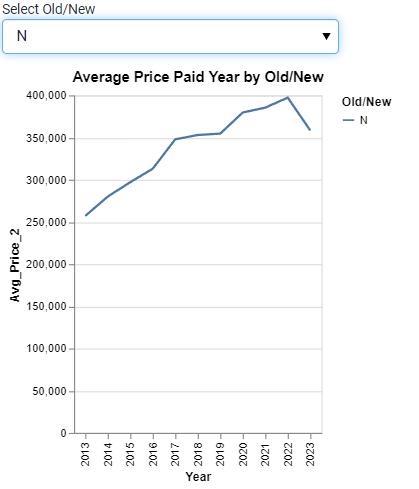 Select Old/New
N
Average Price Paid Year by Old/New
Old/New
N
400,000
350,000
300,000
250,000
200,000
150,000
100,000
50,000
0
Avg_Price_2
2013
2014
2015
2016
2017
2018
2019
2020
2021
2022
2023
Year